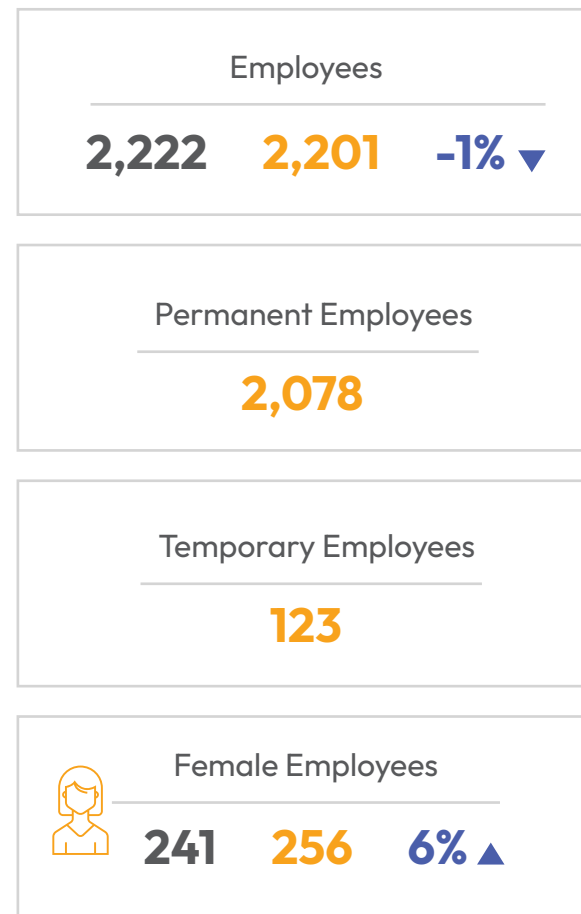 Employees
2,222 2,201 -1% ▼
Permanent Employees
2,078
Temporary Employees
123
Female Employees
241 256 6% ▲